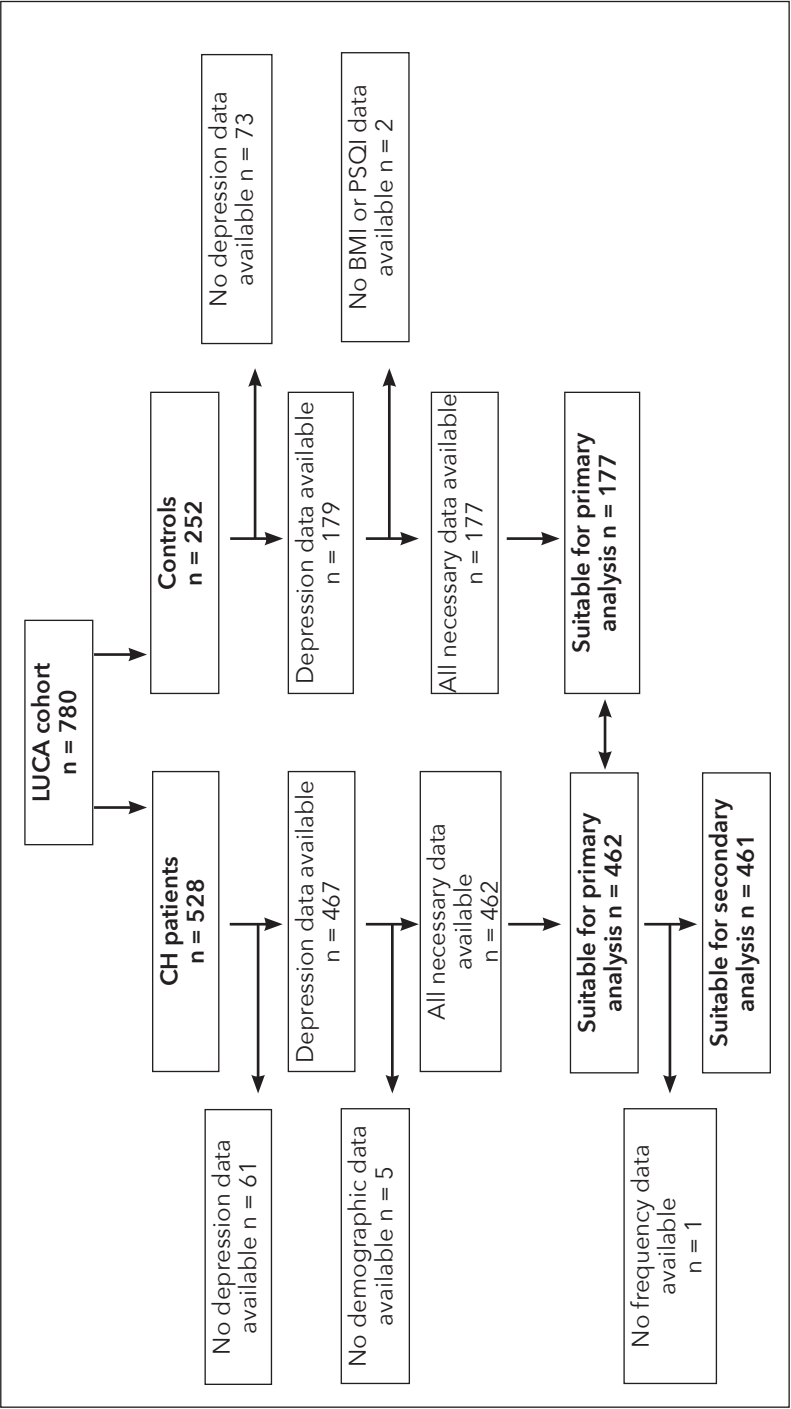 LUCA cohort
n = 780
CH patients
n = 528
Controls
n = 252
No depression data
available n = 61
No depression data
available n = 73
Depression data available
n = 467
Depression data available
n = 179
No demographic data
available n = 5
No BMI or PSQI data
available n = 2
All necessary data
available
n = 462
All necessary data available
n = 177
Suitable for primary
analysis n = 462
Suitable for primary
analysis n = 177
No frequency data
available
n = 1
Suitable for secondary
analysis n = 461